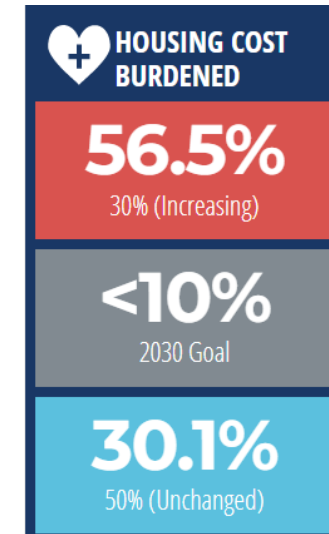 HOUSING COST
BURDENED
56.5%
30% (Increasing)
<10%
2030 Goal
30.1%
50% (Unchanged)